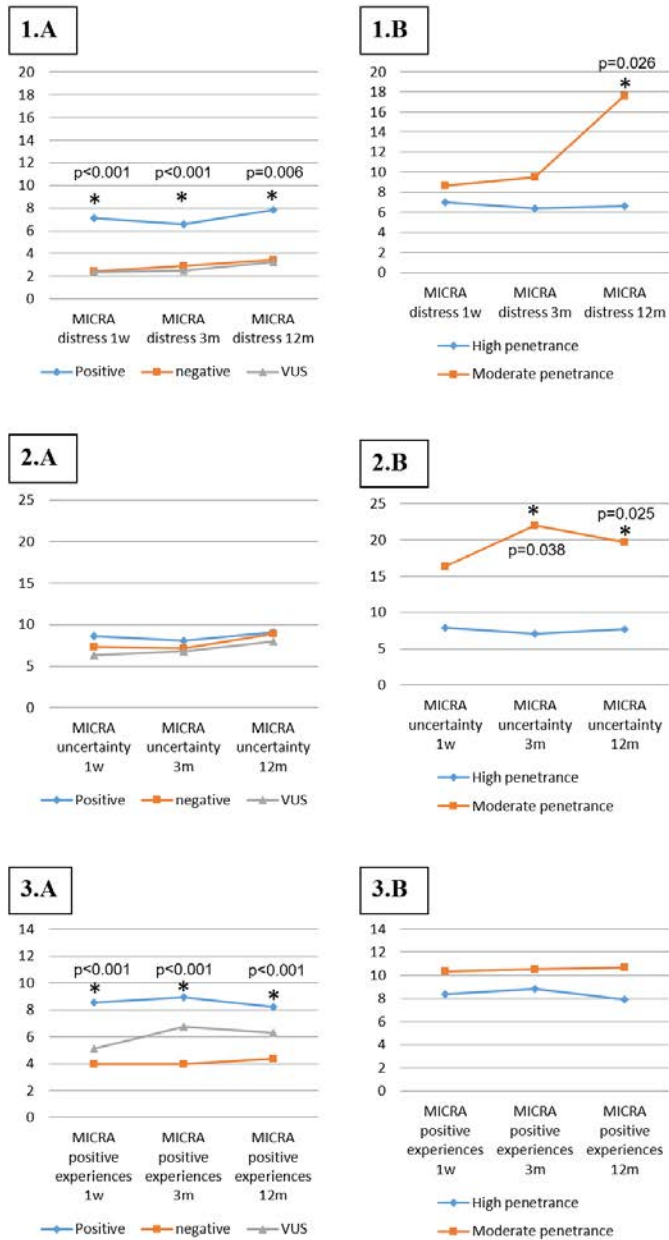 1.A
20
18
16
14
12
10
8
6
4
2
0
p<0.001 p<0.001 p=0.006
* * *
MICRA MICRA MICRA
distress 1w distress 3m distress 12m
Positive negative VUS
1.B
20
18
16
14
12
10
8
6
4
2
0
p=0.026
*
MICRA MICRA MICRA
distress 1w distress 3m distress 12m
High penetrance
Moderate penetrance
2.A
25
20
15
10
5
0
MICRA MICRA MICRA
uncertainty uncertainty uncertainty
1w 3m 12m
Positive negative VUS
2.B
25
20
15
10
5
0
* p=0.025
*
p=0.038
MICRA MICRA MICRA
uncertainty uncertainty uncertainty
1w 3m 12m
High penetrance
Moderate penetrance
3.A
14
12
10
8
6
4
2
0
p<0.001 p<0.001 p<0.001
* * *
MICRA MICRA MICRA
positive positive positive
experiences experiences experiences
1w 3m 12m
Positive negative VUS
3.B
14
12
10
8
6
4
2
0
MICRA MICRA MICRA
positive positive positive
experiences experiences experiences
1w 3m 12m
High penetrance
Moderate penetrance